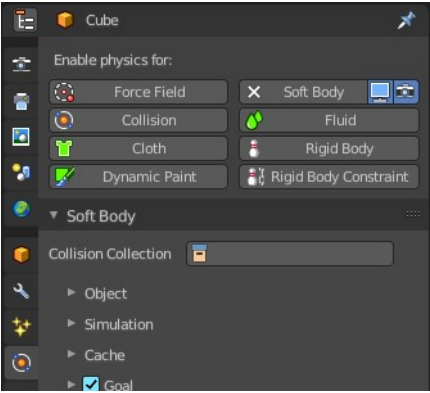 Cube
Enable physics for:
Force Field
Soft Body
Collision
Fluid
Cloth
Rigid Body
Dynamic Paint
Rigid Body Constraint
Soft Body
Collision Collection
Object
Simulation
Cache
Goal